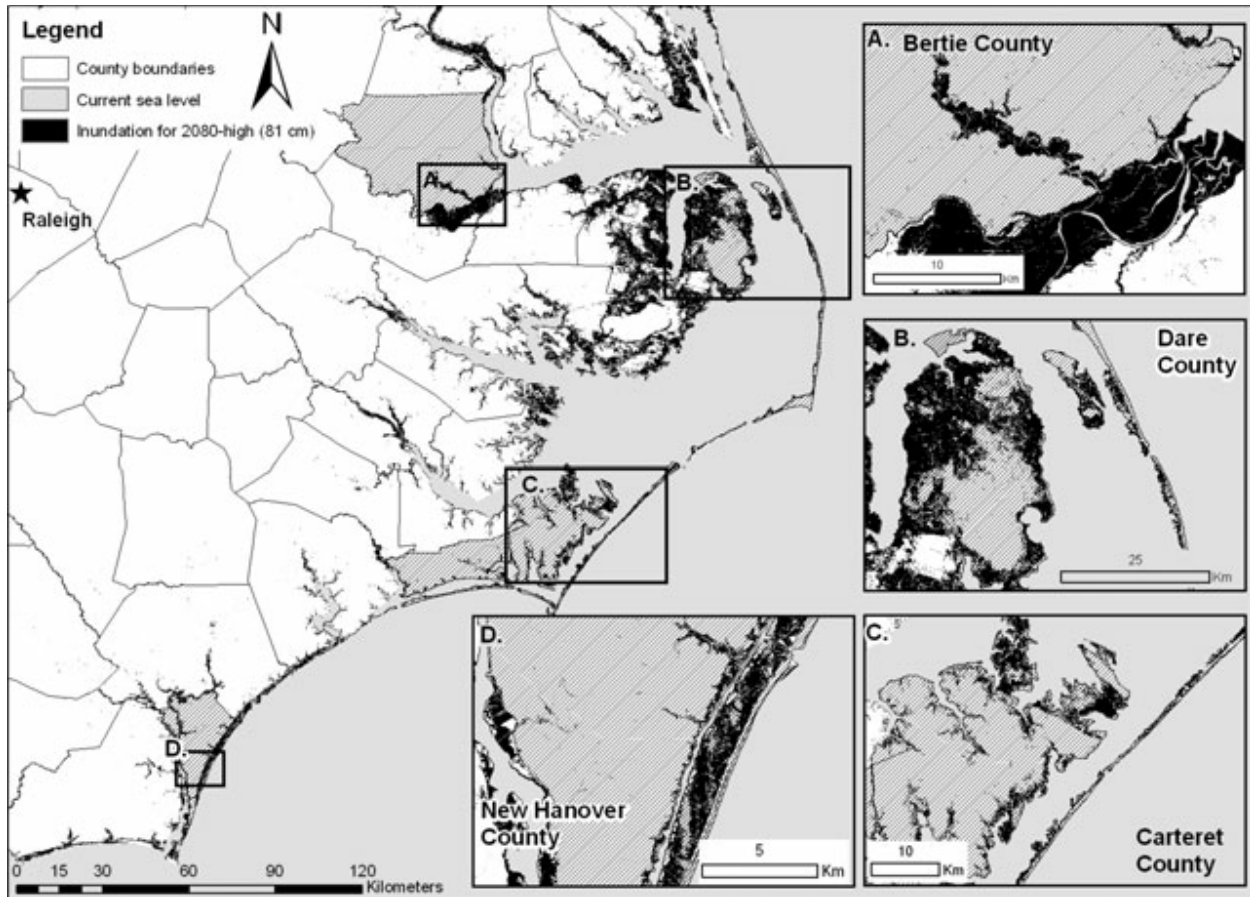 Legend
County boundaries
Current sea level
Inundation for 2080-high (81 cm)
N
Raleigh
A.
B.
C.
D.
0 15 30 60 90 120
Kilometers
A.
Bertie County
10
Km
B.
Dare
County
25
Km
D.
New Hanover
County
5
Km
C.
5
10
Km
Carteret
County